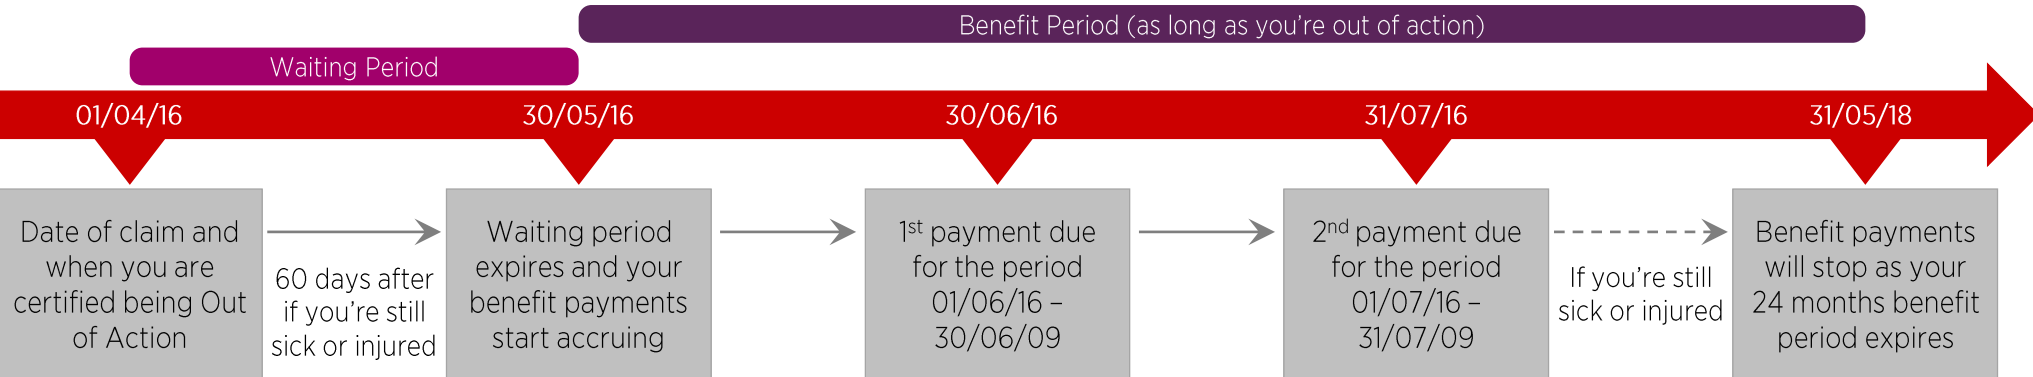 Benefit Period (as long as you’re out of action)
Waiting Period
01/04/16
30/05/16
30/06/16
31/07/16
31/05/18
Date of claim and
when you are
certified being Out
of Action
60 days after
if you’re still
sick or injured
Waiting period
expires and your
benefit payments
start accruing
1st payment due
for the period
01/06/16 –
30/06/09
2nd payment due
for the period
01/07/16 –
31/07/09
If you’re still
sick or injured
Benefit payments
will stop as your
24 months benefit
period expires